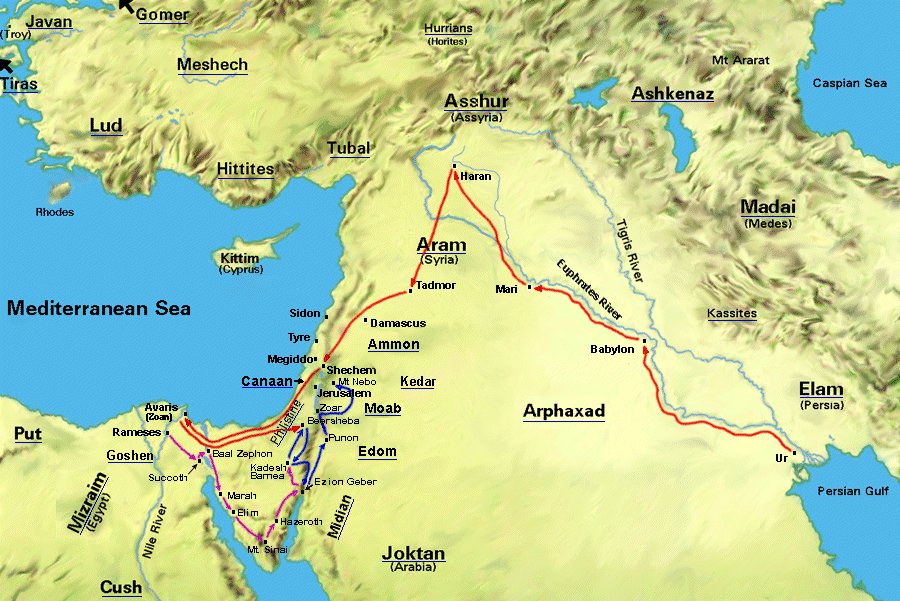 Javan
(Troy)
Gomer
Hurrians
(Horites)
Meshech
Mt Ararat
Tiras
Caspian Sea
Asshur
(Assyria)
Ashkenaz
Lud
Tubal
Hittites
Haran
Rhodes
Madai
(Medes)
Tigris River
Kittim
(Cyprus)
Aram
(Syria)
Euphrates River
Tadmor
Mari
Mediterranean Sea
Sidon
Damascus
Kassites
Tyre
Ammon
Babylon
Megiddo
Shechem
Canaan
Mt Nebo
Kedar
Jerusalem
Elam
(Persia)
Avaris
(Zoan)
Zoar
Moab
Arphaxad
Philistine
Beersheba
Put
Rameses
Punon
Goshen
Baal Zephon
Edom
Ur
Kadesh
Barnea
Succoth
Ezion Geber
Persian Gulf
Mizraim
(Egypt)
Marah
Elim
Midian
Nile River
Hazeroth
Mt. Sinai
Joktan
(Arabia)
Cush